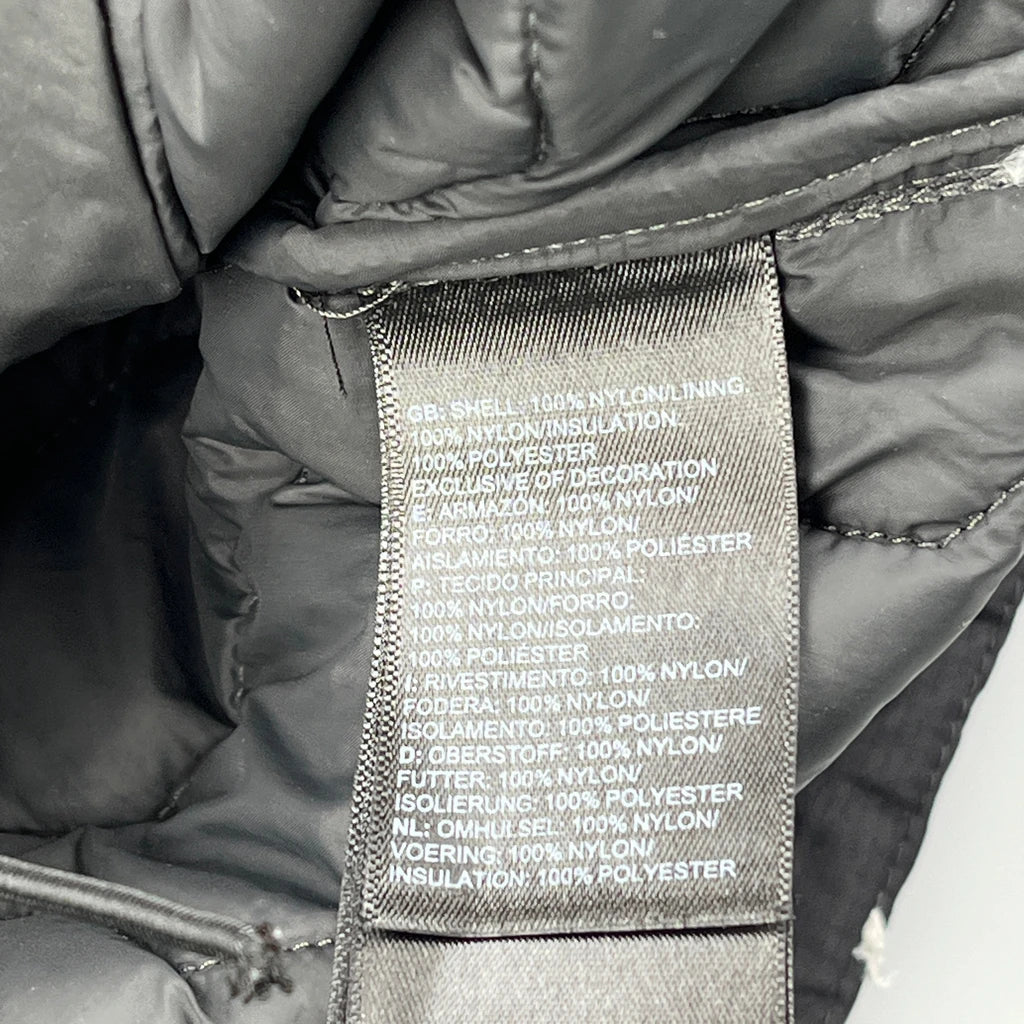 GB: SHELL: 100% NYLON/LINING.
100% NYLON/INSULATION.
100% POLYESTER
EXCLUSIVE OF DECORATION
E: ARMAZÓN: 100% NYLON/
FORRO: 100% NYLON/
AISLAMIENTO: 100% POLIÉSTER
P: TECIDO PRINCIPAL:
100% NYLON/FORRO:
100% NYLON/ISOLAMENTO:
100% POLIÉSTER
I: RIVESTIMENTO: 100% NYLON/
FODERA: 100% NYLON/
ISOLAMENTO: 100% POLIESTERE
D: OBERSTOFF: 100% NYLON/
FUTTER: 100% NYLON/
ISOLIERUNG: 100% POLYESTER
NL: OMHULSEL: 100% NYLON/
VOERING: 100% NYLON/
INSULATION: 100% POLYESTER